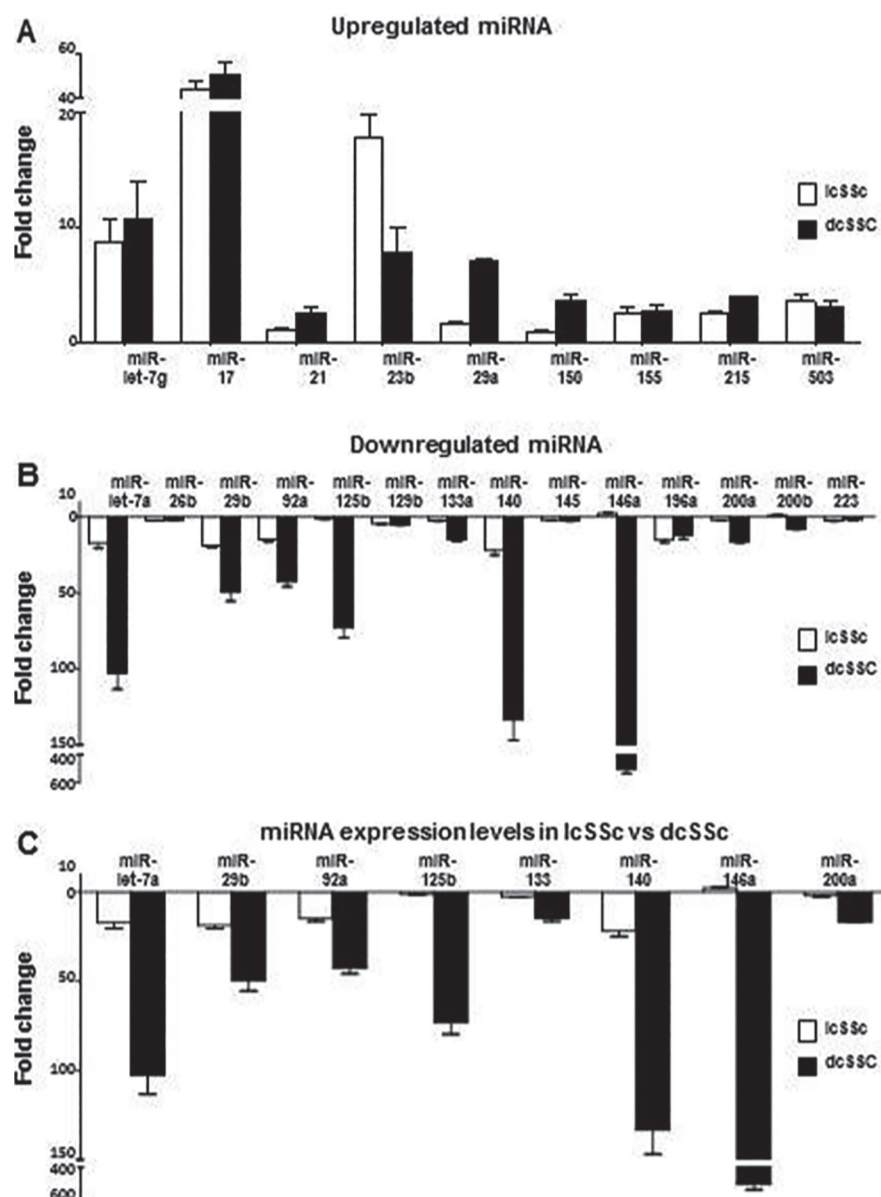 A
Upregulated miRNA
60
40
20
10
0
Fold change
lcSSc
dcSSC
miR- miR- miR- miR- miR- miR- miR- miR- miR-
let-7g 17 21 23b 29a 150 155 215 503
Downregulated miRNA
B
miR- miR- miR- miR- miR- miR- miR- miR- miR- miR- miR- miR- miR- miR-
let-7a 26b 29b 92a 125b 129b 133a 140 145 146a 196a 200a 200b 223
10
0
50
100
150
400
600
Fold change
lcSSc
dcSSC
C
miRNA expression levels in lcSSc vs dcSSc
miR- miR- miR- miR- miR- miR- miR- miR-
let-7a 29b 92a 125b 133 140 146a 200a
10
0
50
100
150
400
600
Fold change
lcSSc
dcSSC